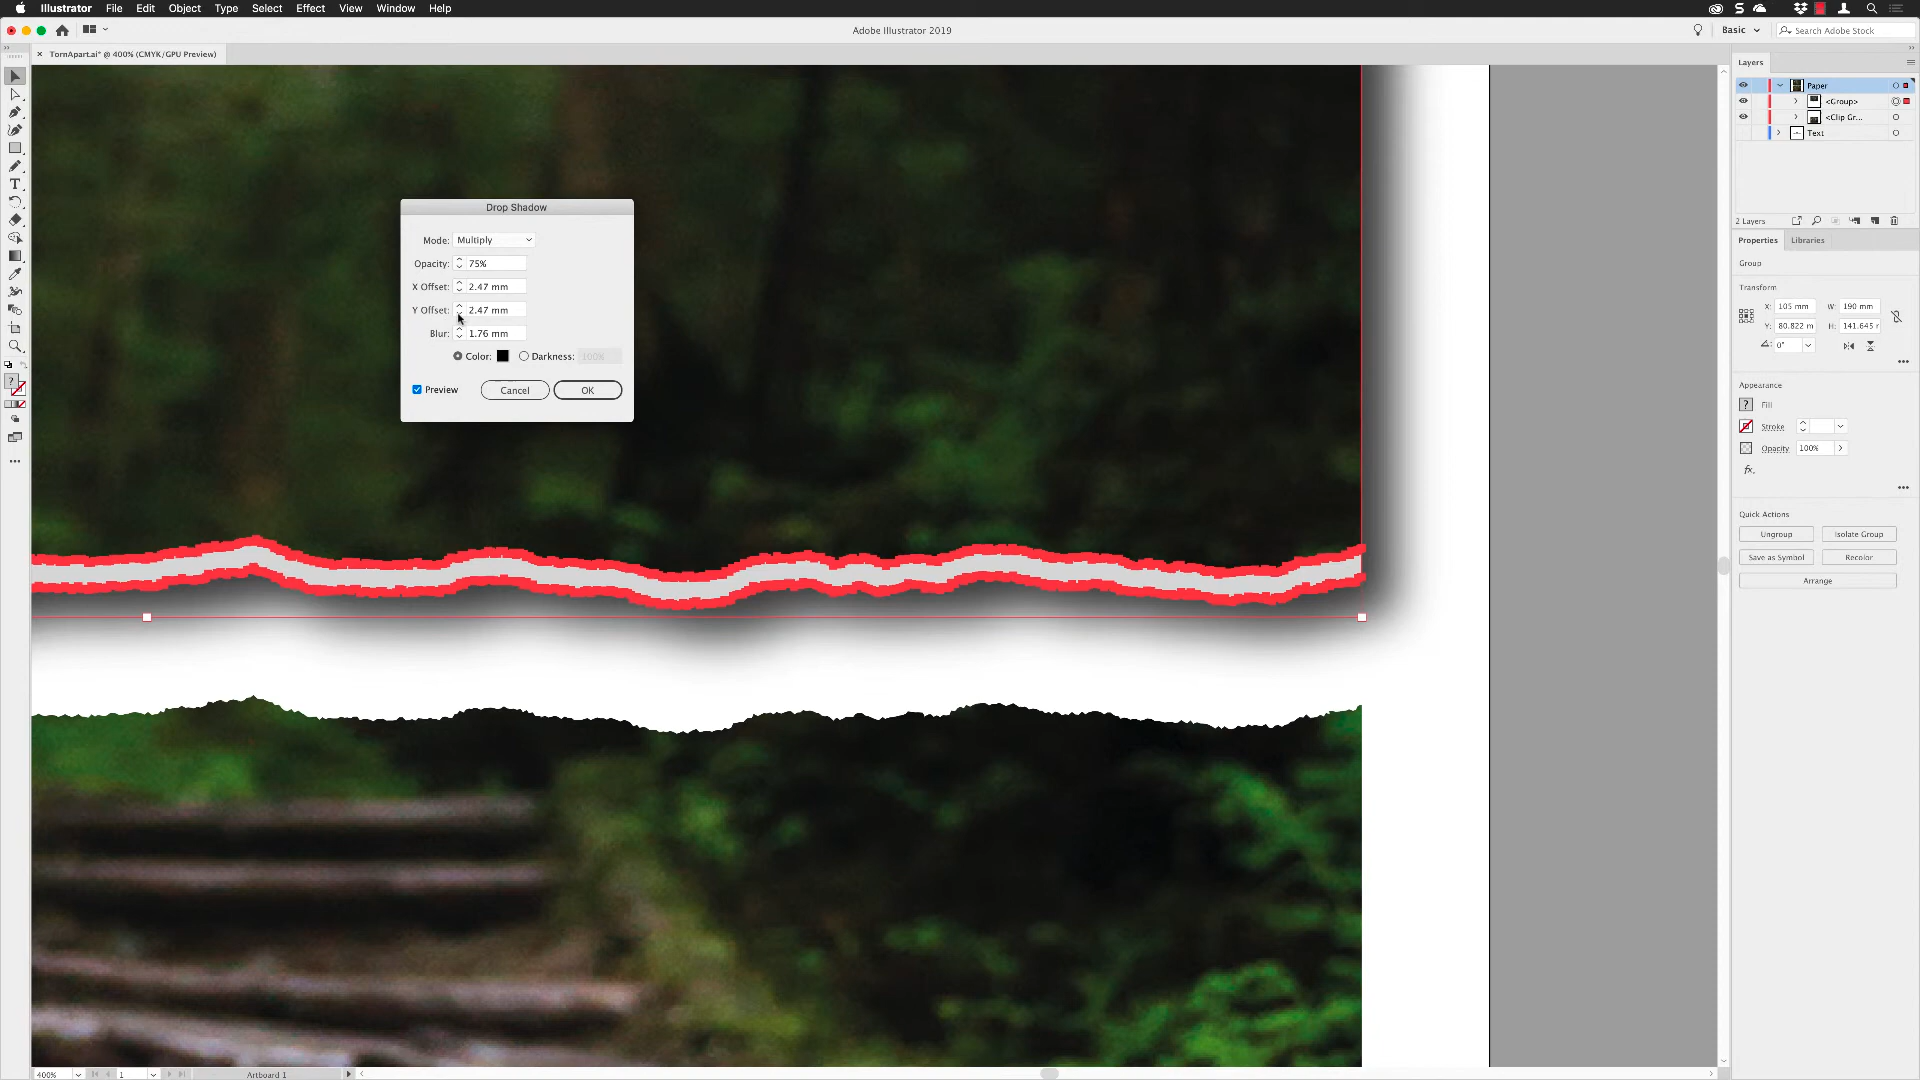 Illustrator File Edit Object Type Select Effect View Window Help
Adobe Illustrator 2019
Basic
Search Adobe Stock
TornApart.ai* @ 400% (CMYK/GPU Preview)
Layers
Paper
<Group>
<Clip Gr...
Text
2 Layers
Properties Libraries
Group
Transform
X: 105 mm W: 190 mm
Y: 80.822 m H: 141.645 r
0°
Appearance
? Fill
Stroke
Opacity 100%
fx.
Quick Actions
Ungroup Isolate Group
Save as Symbol Recolor
Arrange
Drop Shadow
Mode: Multiply
Opacity: 75%
X Offset: 2.47 mm
Y Offset: 2.47 mm
Blur: 1.76 mm
Color: Darkness: 100%
Preview Cancel OK
400% 1 Artboard 1